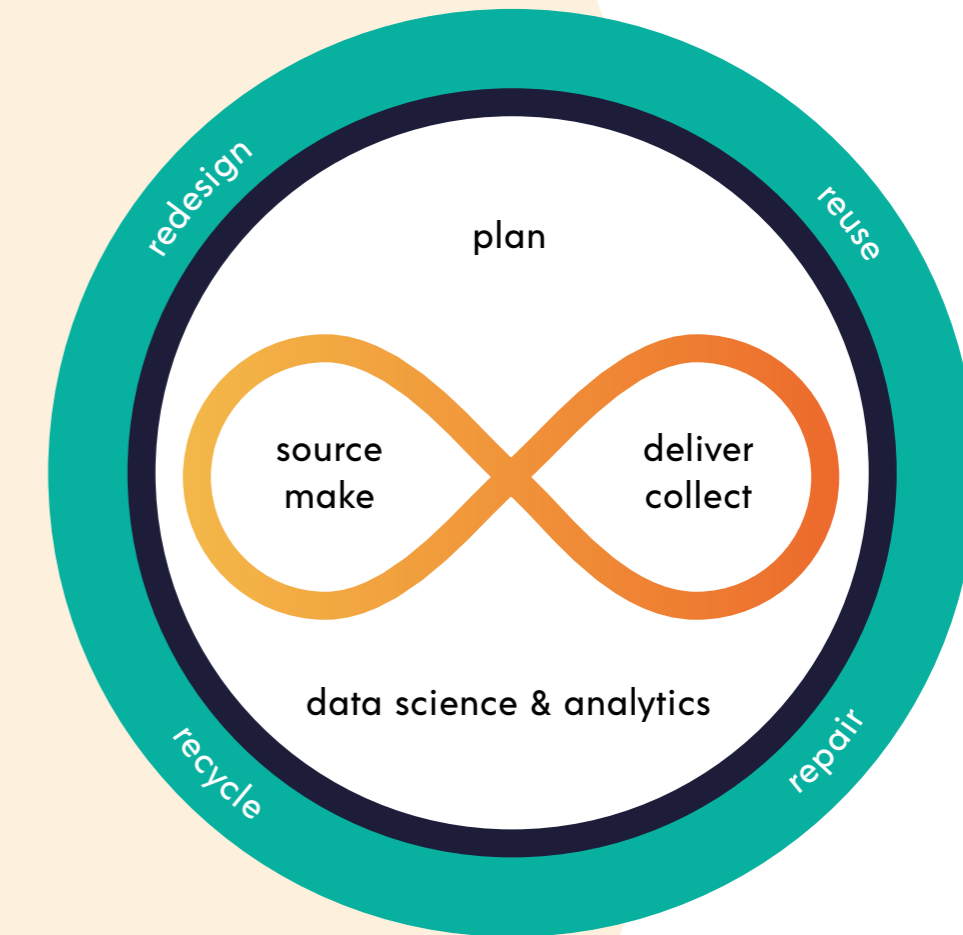 redesign
reuse
plan
source
make
deliver
collect
data science & analytics
recycle
repair